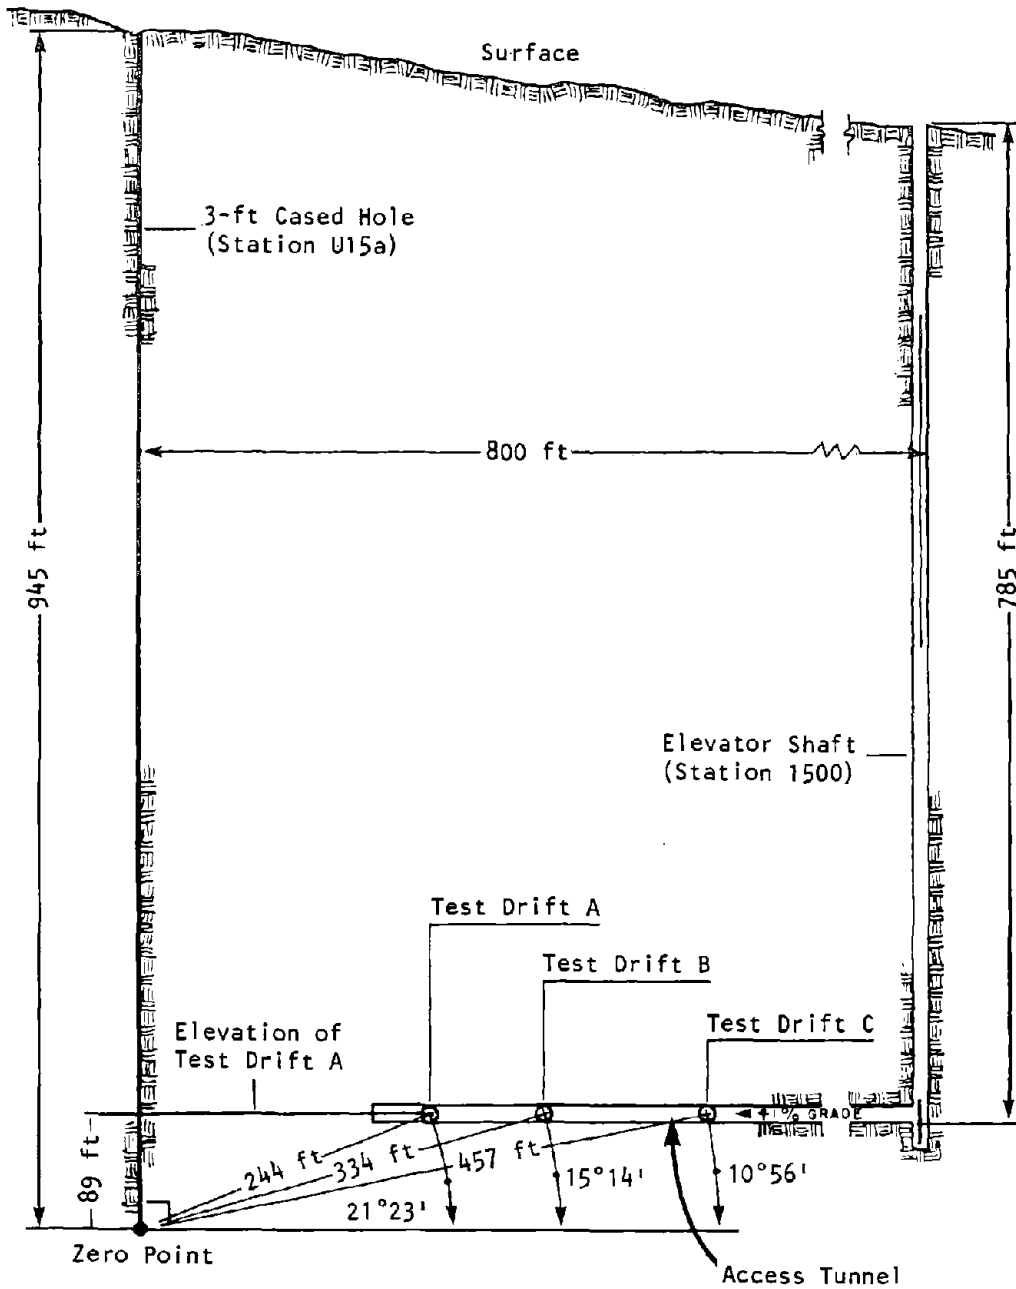 Surface
3-ft Cased Hole
(Station U15a)
800 ft
945 ft
785 ft
Elevator Shaft
(Station 1500)
Test Drift A
Test Drift B
Test Drift C
Elevation of
Test Drift A
+1% GRADE
89 ft
244 ft
334 ft
457 ft
21°23'
15°14'
10°56'
Zero Point
Access Tunnel